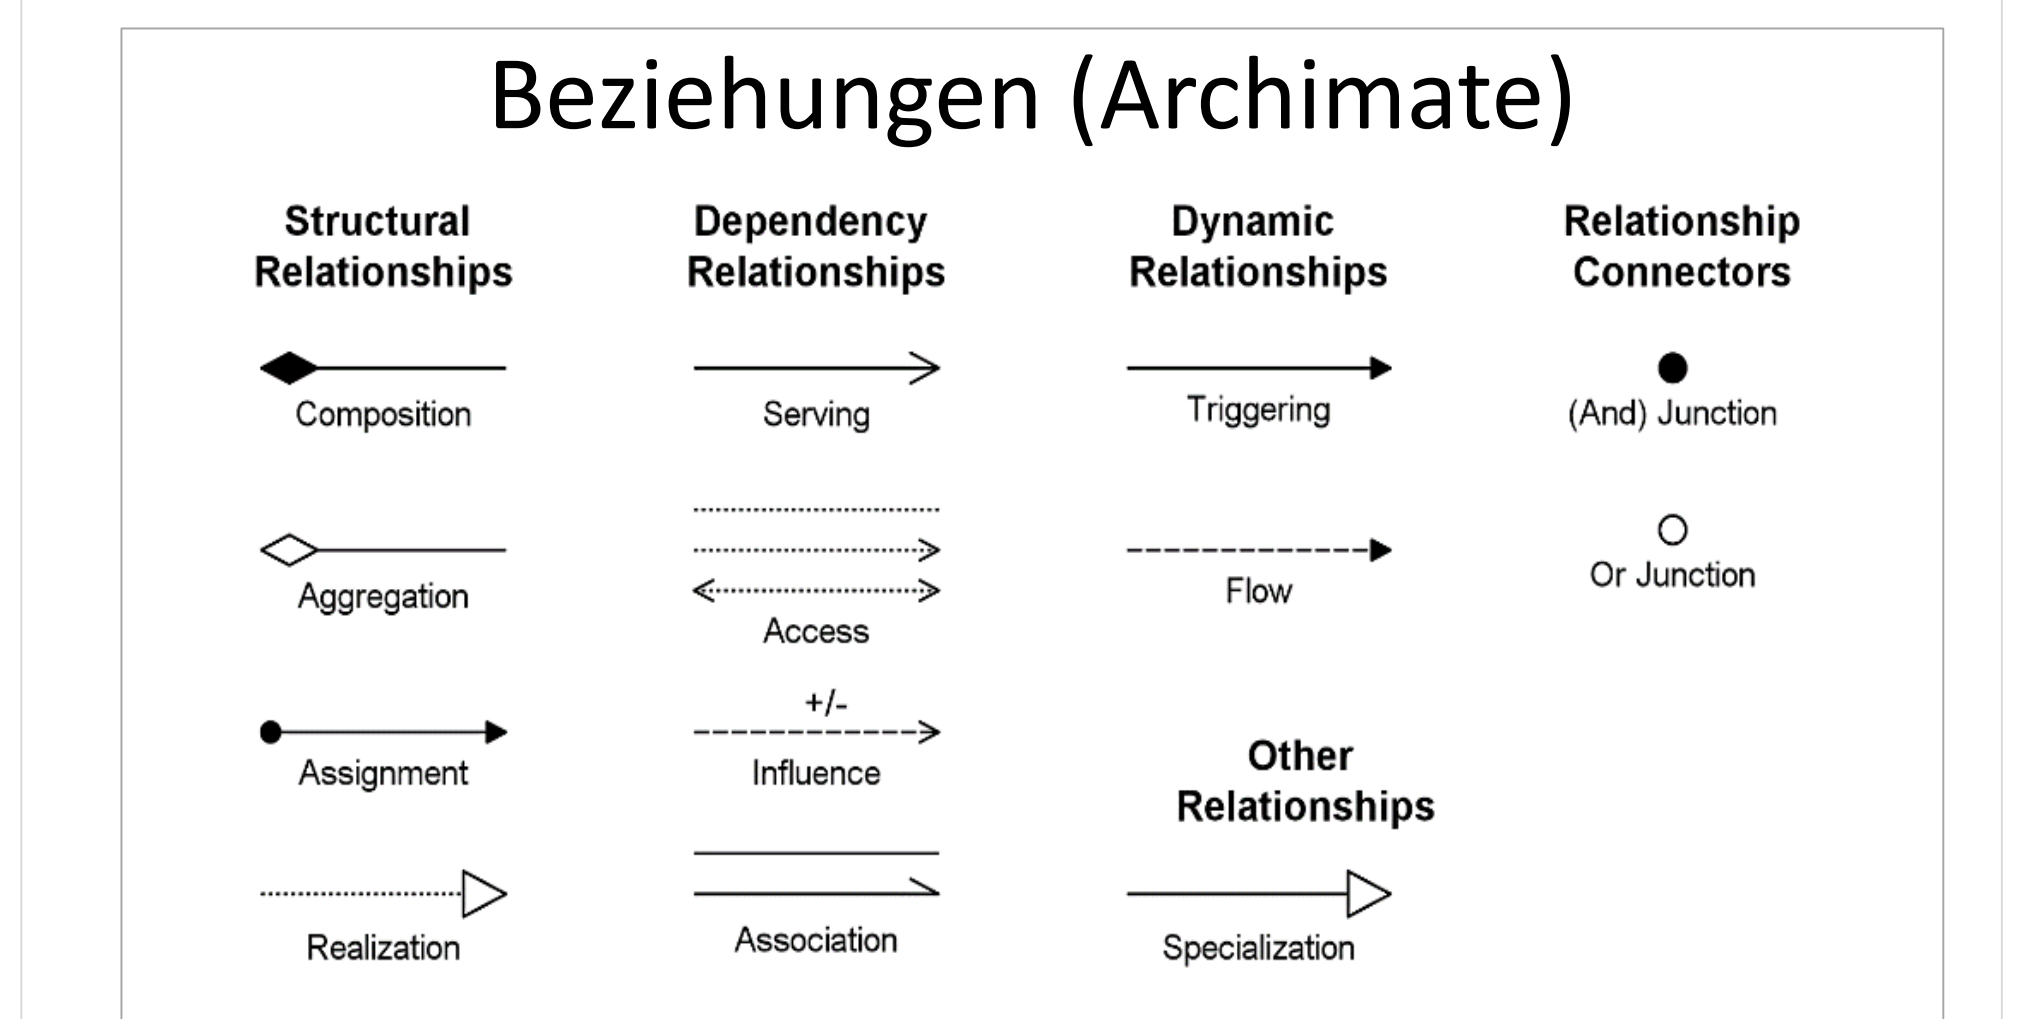 Beziehungen (Archimate)
Structural
Relationships
Composition
Aggregation
Assignment
Realization
Dependency
Relationships
Serving
Access
+/-
Influence
Association
Dynamic
Relationships
Triggering
Flow
Other
Relationships
Specialization
Relationship
Connectors
(And) Junction
Or Junction